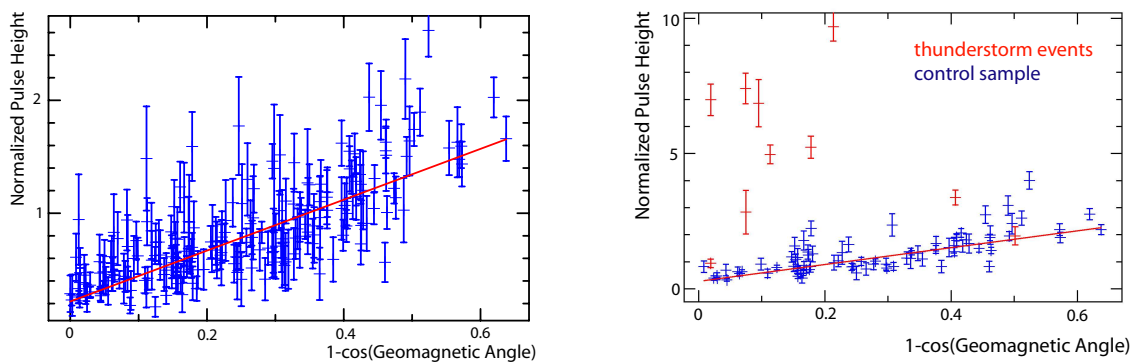 Normalized Pulse Height
2
1
0
0.2
0.4
0.6
1-cos(Geomagnetic Angle)
Normalized Pulse Height
10
5
0
thunderstorm events
control sample
0
0.2
0.4
0.6
1-cos(Geomagnetic Angle)